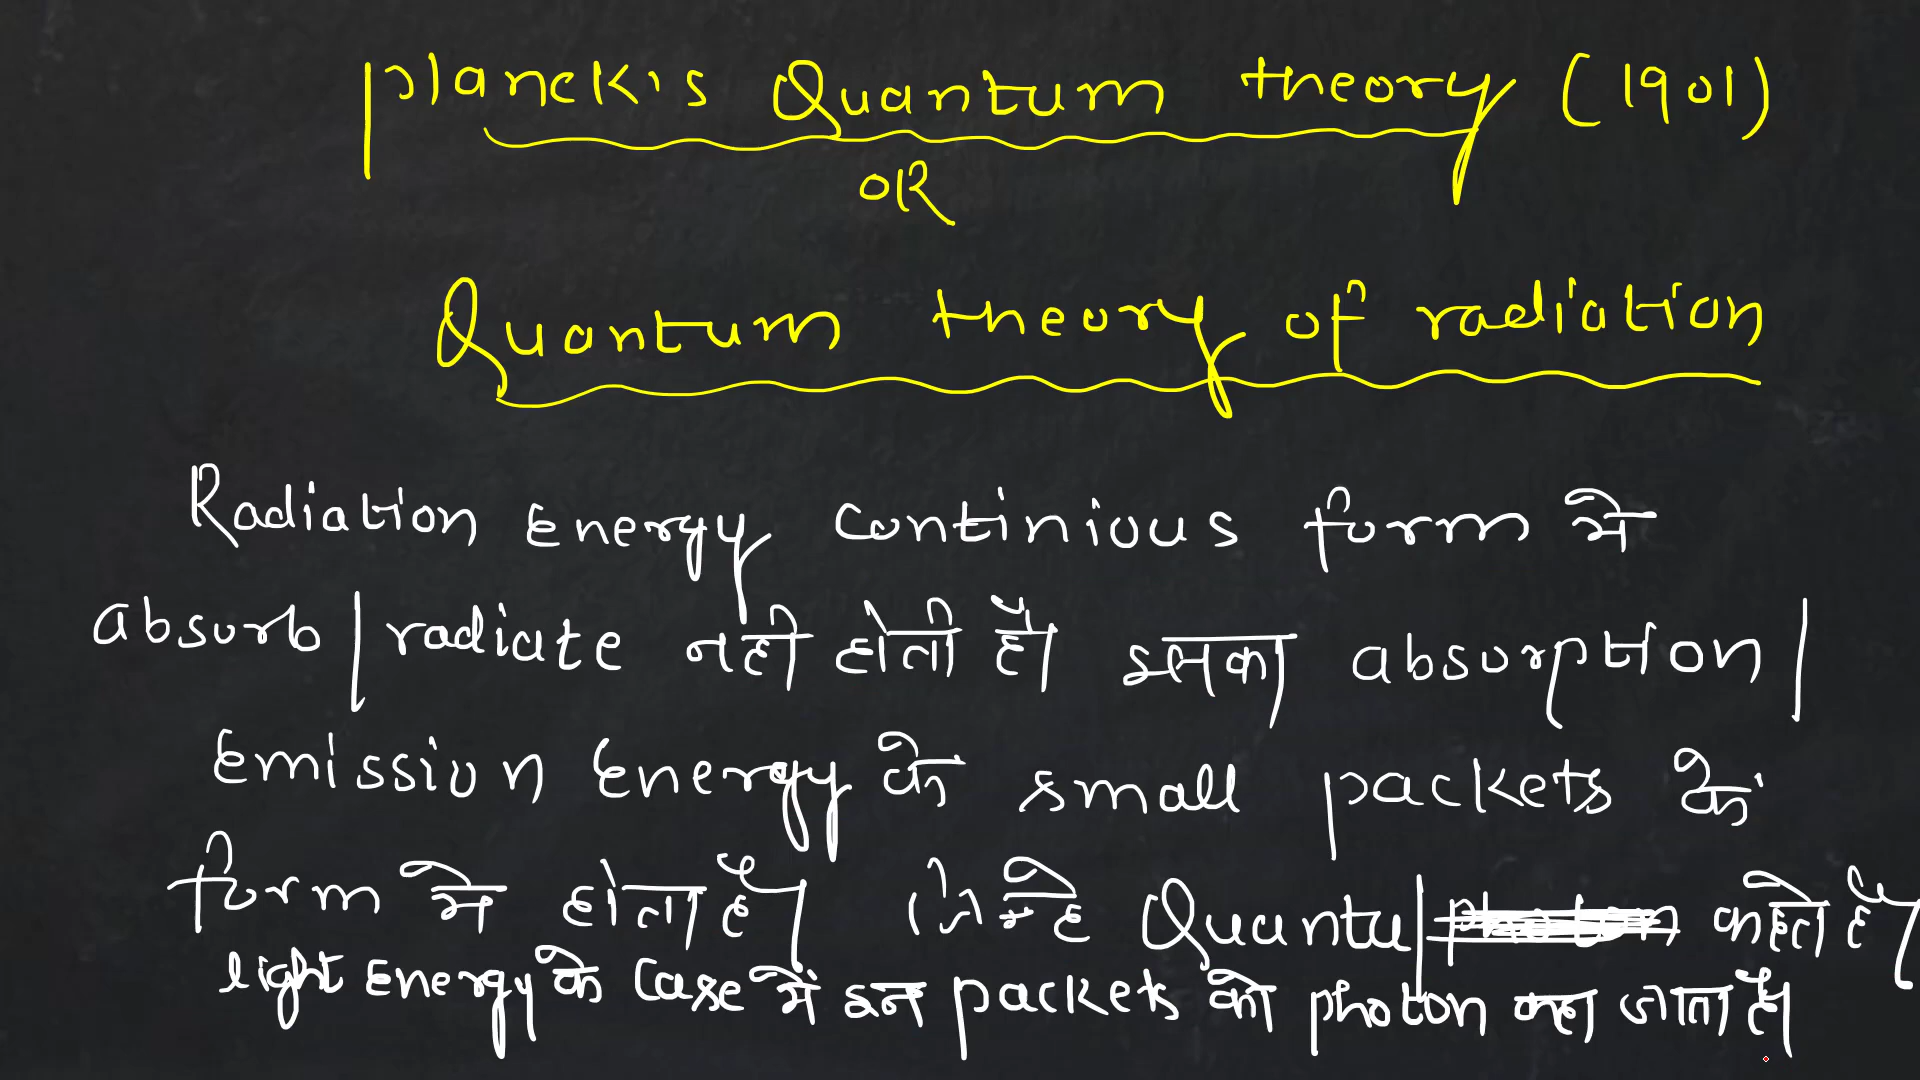 planck's Quantum theory (1901)
OR
Quantum theory of radiation
Radiation Energy continious form मे
absorb | radiate नही होती है। इसका absorption |
Emission Energy के small packets के
form मे होता है। जिन्हे Quanta | photon कहते है।
light Energy के case में इन packets को photon कहा जाता है।